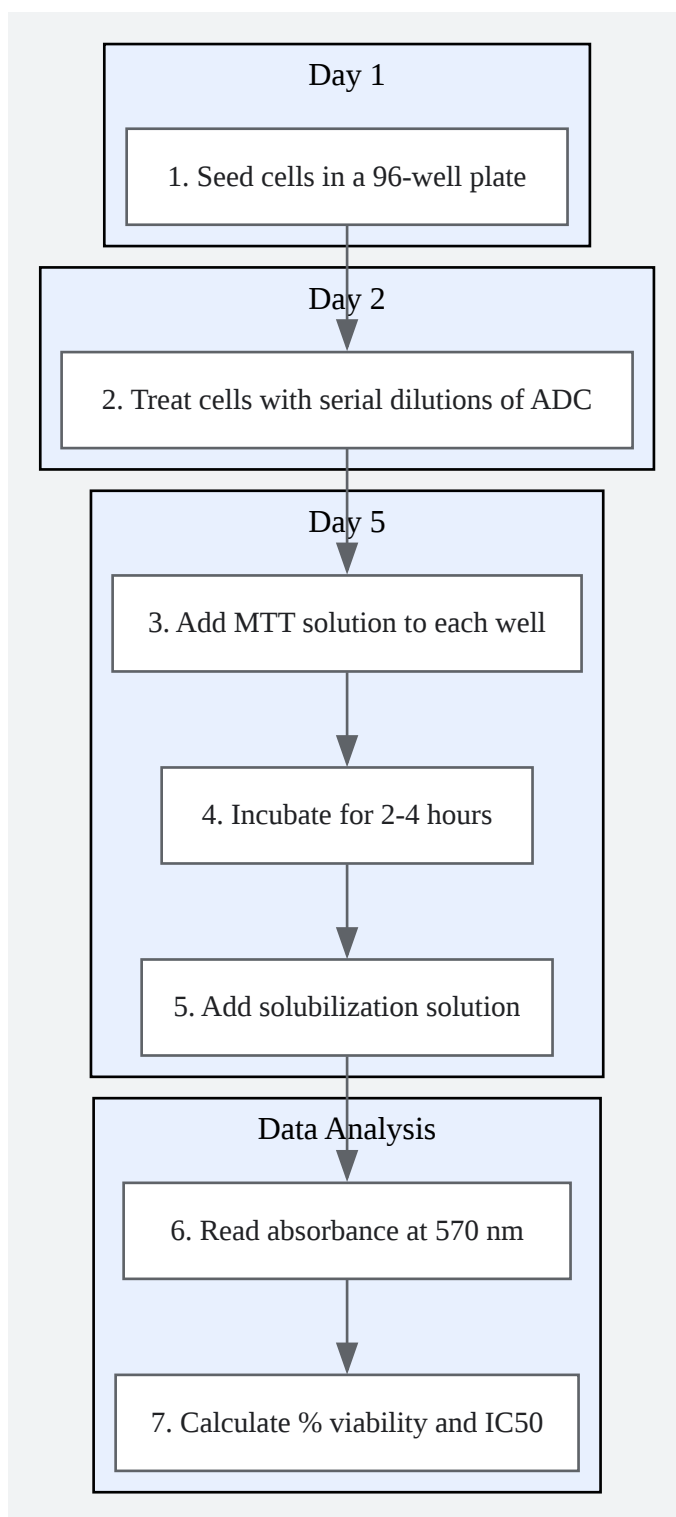 Day 1
1. Seed cells in a 96-well plate
Day 2
2. Treat cells with serial dilutions of ADC
Day 5
3. Add MTT solution to each well
4. Incubate for 2-4 hours
5. Add solubilization solution
Data Analysis
6. Read absorbance at 570 nm
7. Calculate % viability and IC50